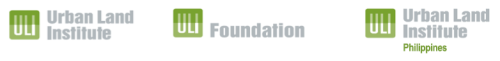 ULI Urban Land
Institute
ULI Foundation
ULI Urban Land
Institute
Philippines